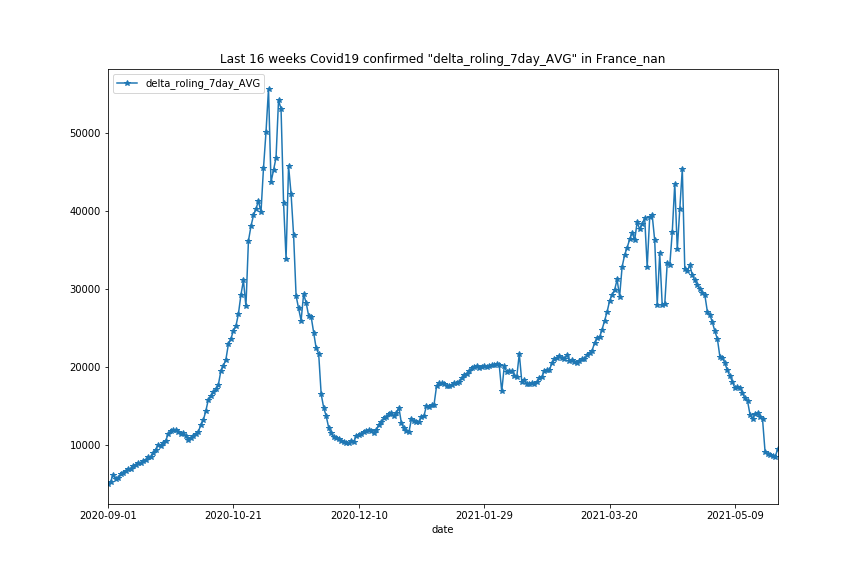 Last 16 weeks Covid19 confirmed "delta_roling_7day_AVG" in France_nan
delta_roling_7day_AVG
50000
40000
30000
20000
10000
2020-09-01 2020-10-21 2020-12-10 2021-01-29 2021-03-20 2021-05-09
date